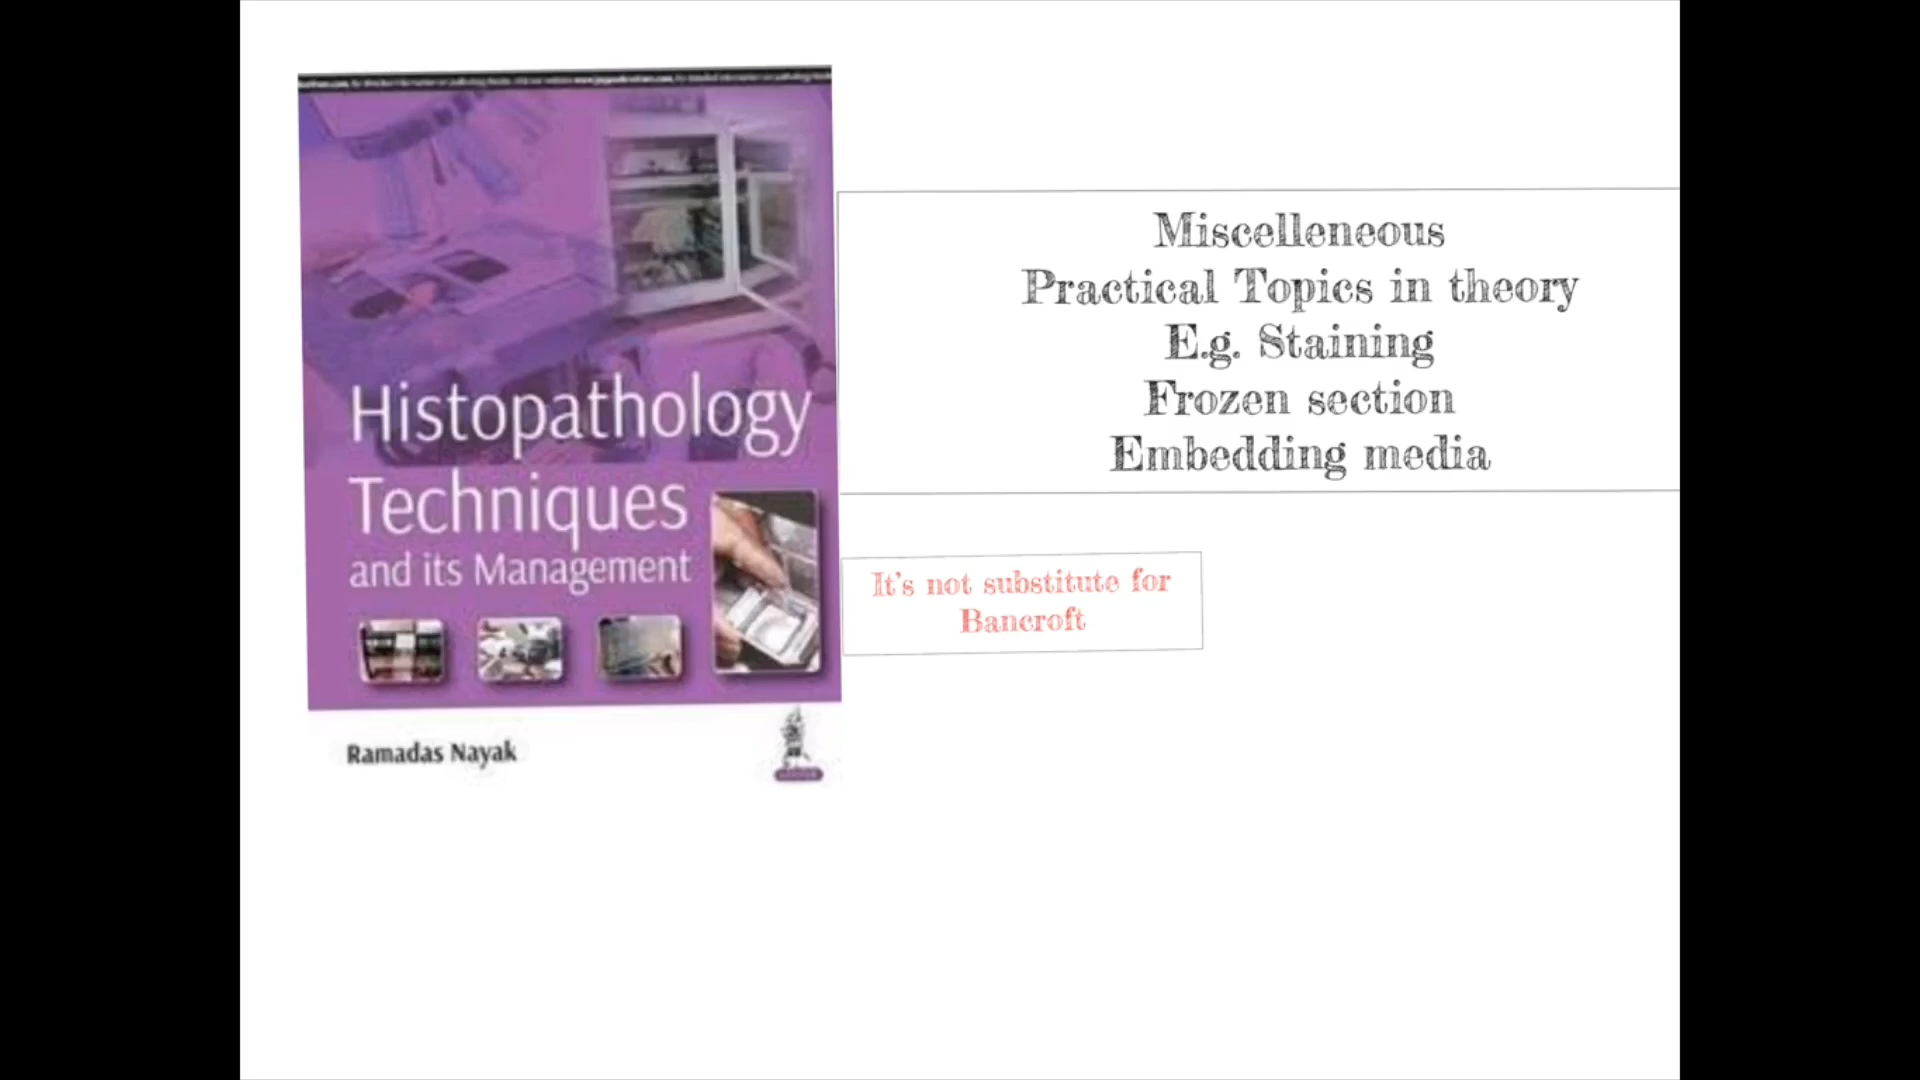 Histopathology
Techniques
and its Management
Ramadas Nayak
Miscelleneous
Practical Topics in theory
E.g. Staining
Frozen section
Embedding media
It's not substitute for
Bancroft